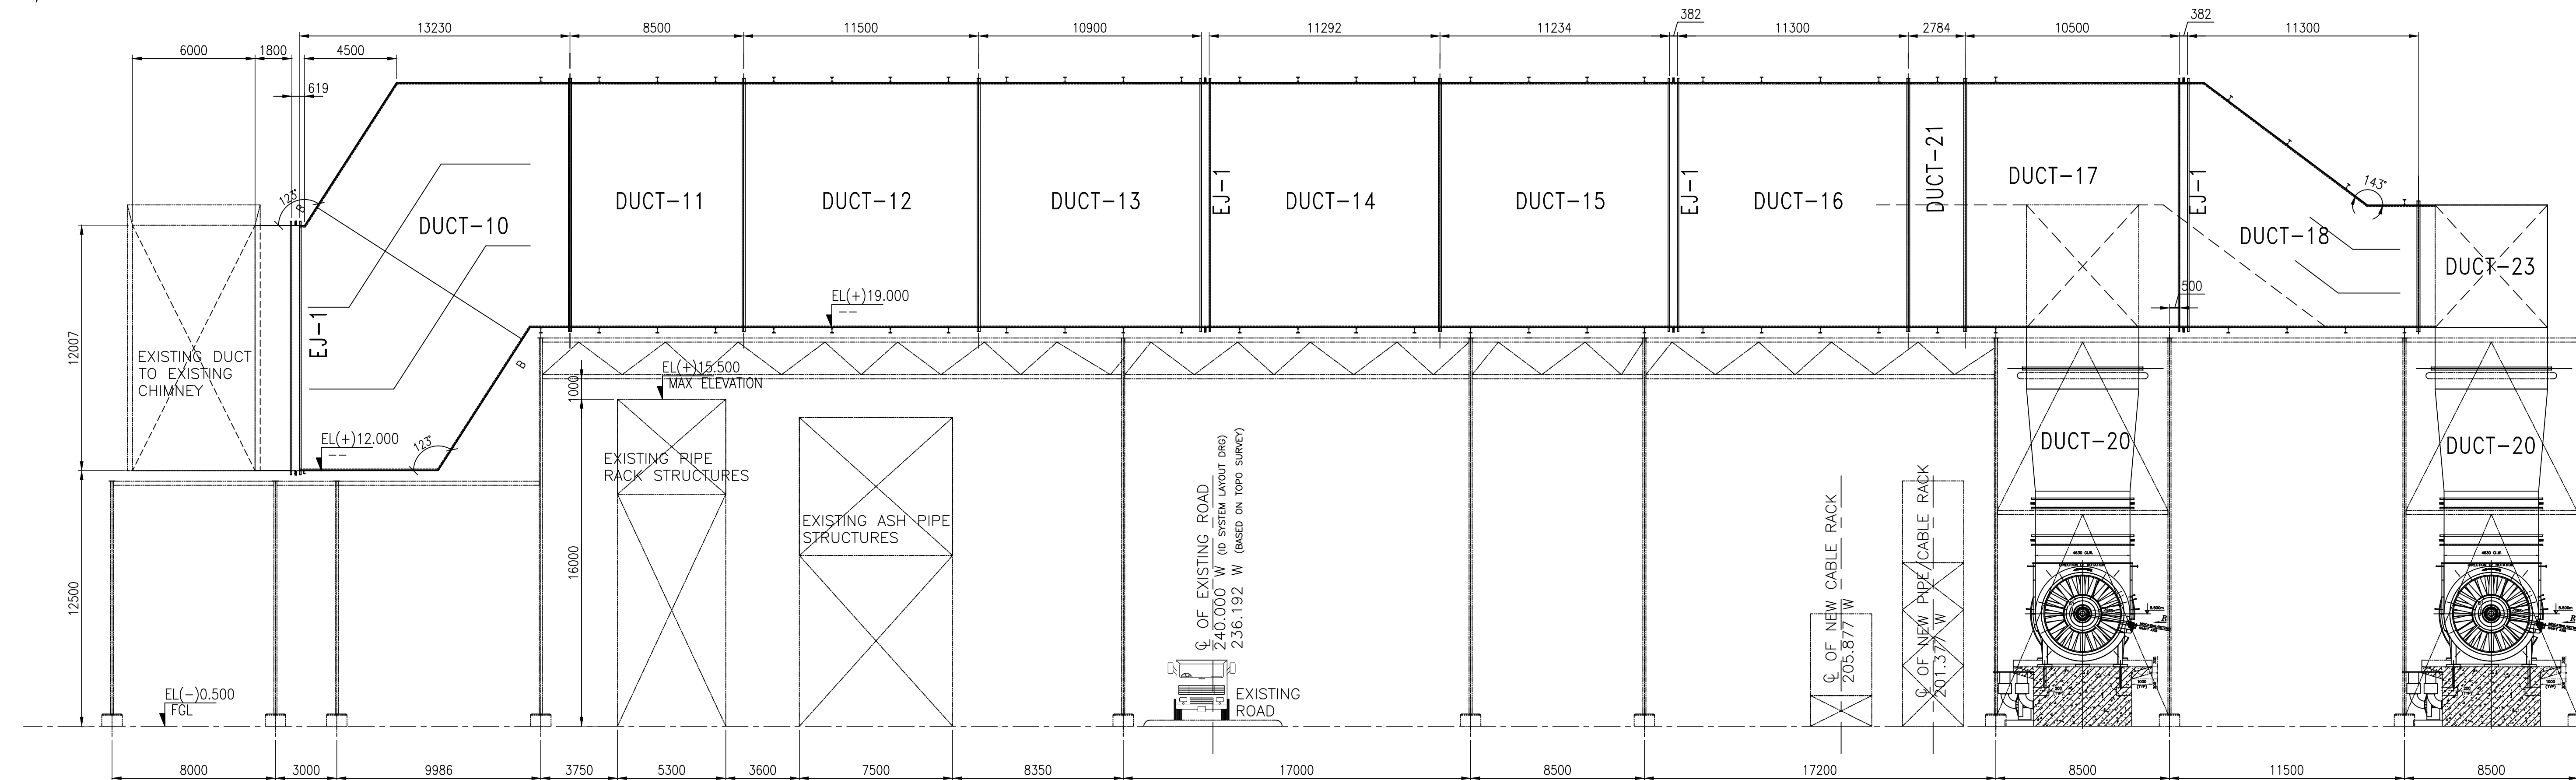 382
382
13230
8500
11500
10900
11292
11234
11300
2784
10500
11300
6000
1800
4500
619
DUCT-21
DUCT-17
143°
123°
B
DUCT-10
DUCT-11
DUCT-12
DUCT-13
EJ-1
DUCT-14
DUCT-15
EJ-1
DUCT-16
EJ-1
DUCT-18
DUCT-23
500
EL(+)19.000
EJ-1
12007
EXISTING DUCT
TO EXISTING
CHIMNEY
B
EL(+)15.500
MAX ELEVATION
1000
EL(+)12.000
123°
EXISTING PIPE
RACK STRUCTURES
DUCT-20
DUCT-20
EXISTING ASH PIPE
STRUCTURES
16000
12500
℄ OF EXISTING ROAD
240.000 W (ID SYSTEM LAYOUT DRG)
236.192 W (BASED ON TOPO SURVEY)
℄ OF NEW CABLE RACK
205.877 W
℄ OF NEW PIPE/CABLE RACK
201.377 W
EXISTING
ROAD
EL(-)0.500
FGL
8000
3000
9986
3750
5300
3600
7500
8350
17000
8500
17200
8500
11500
8500